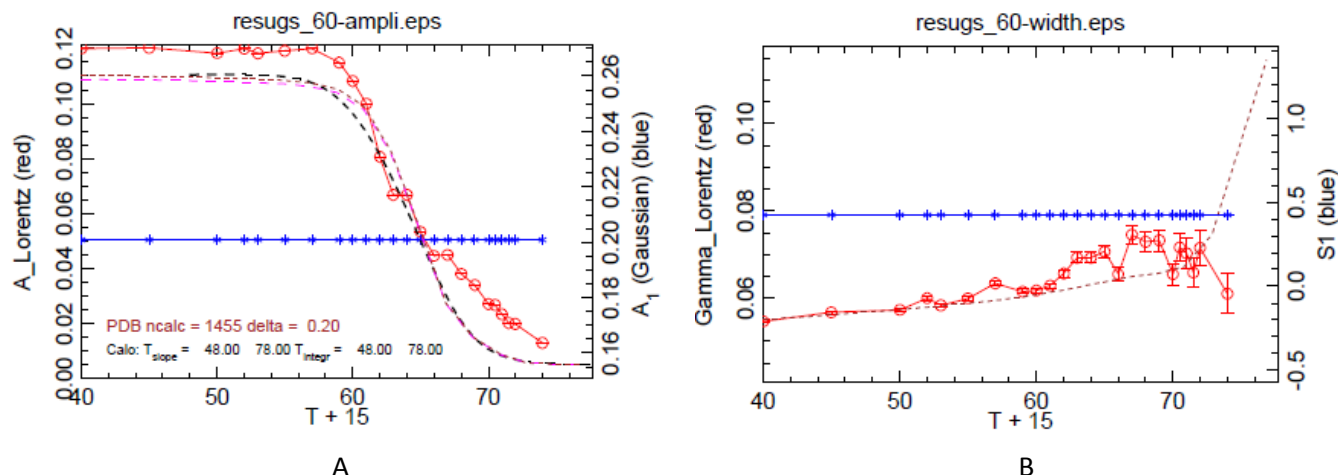 resugs_60-ampli.eps
A_Lorentz (red)
0.00 0.02 0.04 0.06 0.08 0.10 0.12
PDB ncalc = 1455 delta = 0.20
Calo: T_slope = 48.00 78.00 T_integr = 48.00 78.00
0.16 0.18 0.20 0.22 0.24 0.26
A_1 (Gaussian) (blue)
40 50 60 70
T + 15
A
resugs_60-width.eps
Gamma_Lorentz (red)
0.06 0.08 0.10
-0.5 0.0 0.5 1.0
S1 (blue)
40 50 60 70
T + 15
B